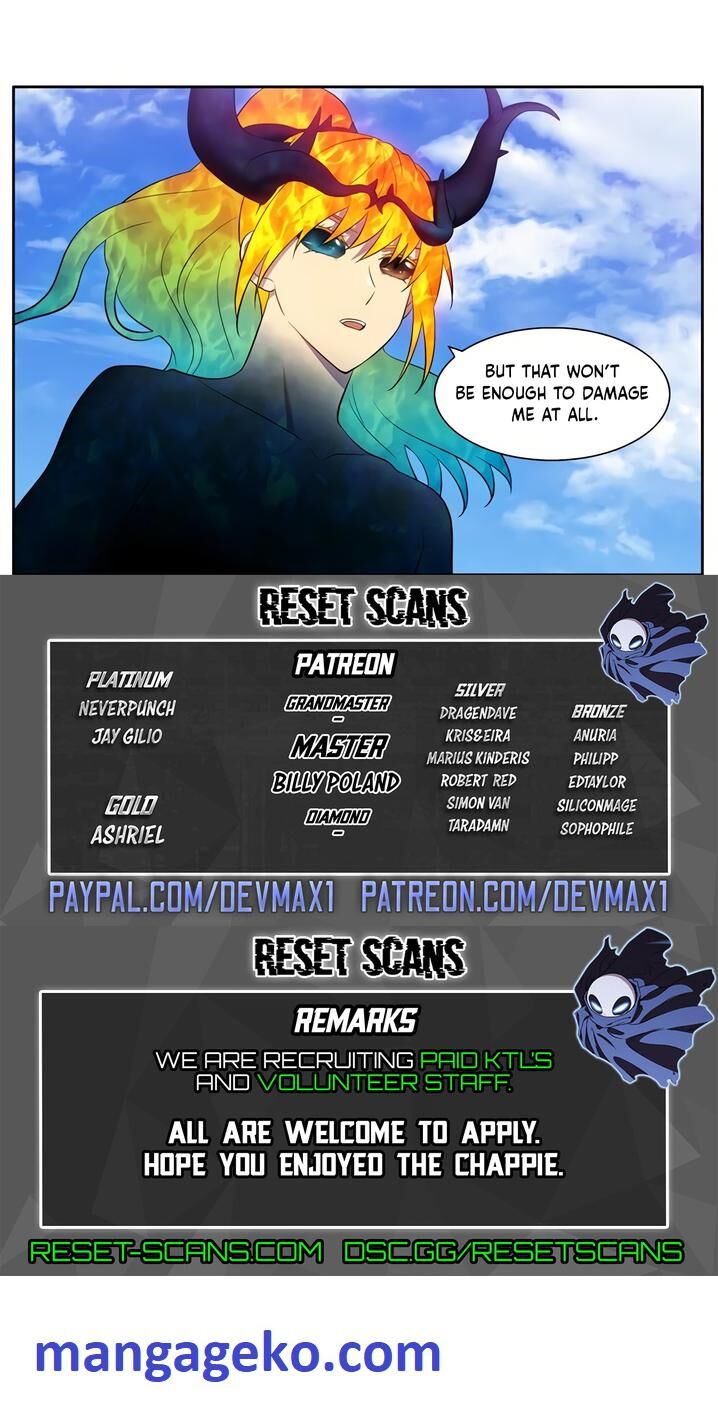 BUT THAT WON'T
BE ENOUGH TO DAMAGE
ME AT ALL.
RESET SCANS
PATREON
PLATINUM
NEVERPUNCH
JAY GILIO
GOLD
ASHRIEL
GRANDMASTER
-
MASTER
BILLY POLAND
DIAMOND
-
SILVER
DRAGENDAVE
KRIS&EIRA
MARIUS KINDERIS
ROBERT RED
SIMON VAN
TARADAMN
BRONZE
ANURIA
PHILIPP
EDTAYLOR
SILICONMAGE
SOPHOPHILE
PAYPAL.COM/DEVMAX1 PATREON.COM/DEVMAX1
RESET SCANS
REMARKS
WE ARE RECRUITING PAID KTL'S
AND VOLUNTEER STAFF.
ALL ARE WELCOME TO APPLY.
HOPE YOU ENJOYED THE CHAPPIE.
RESET-SCANS.COM DSC.GG/RESETSCANS
mangageko.com